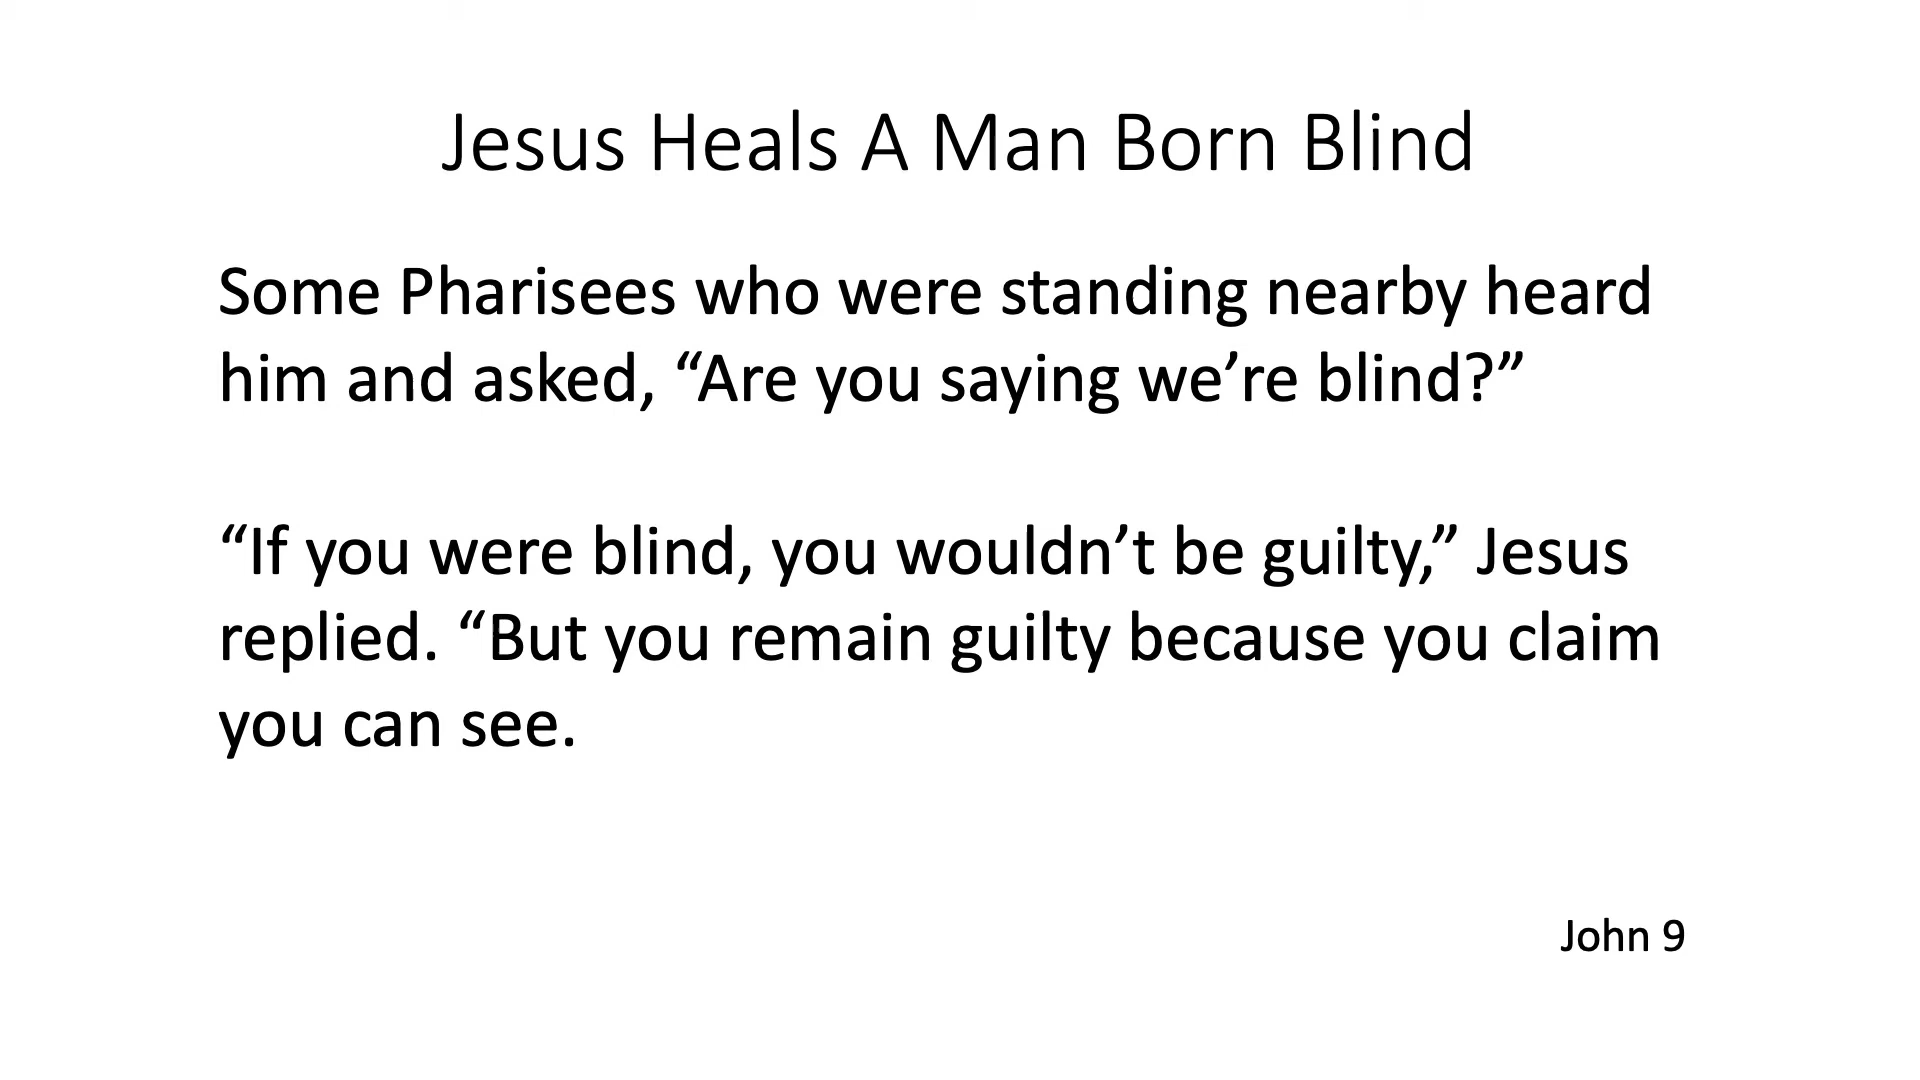 Jesus Heals A Man Born Blind
Some Pharisees who were standing nearby heard
him and asked, “Are you saying we’re blind?”
“If you were blind, you wouldn’t be guilty,” Jesus
replied. “But you remain guilty because you claim
you can see.
John 9